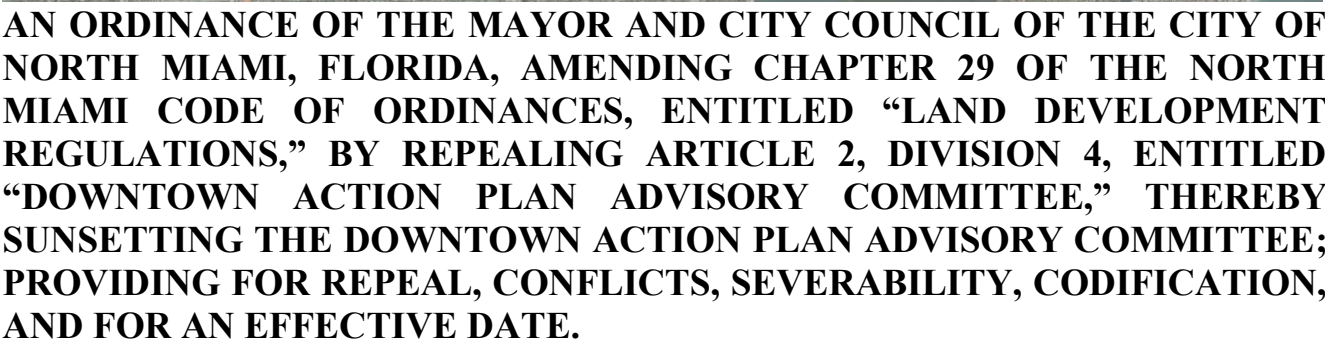 AN ORDINANCE OF THE MAYOR AND CITY COUNCIL OF THE CITY OF
NORTH MIAMI, FLORIDA, AMENDING CHAPTER 29 OF THE NORTH
MIAMI CODE OF ORDINANCES, ENTITLED “LAND DEVELOPMENT
REGULATIONS,” BY REPEALING ARTICLE 2, DIVISION 4, ENTITLED
“DOWNTOWN ACTION PLAN ADVISORY COMMITTEE,” THEREBY
SUNSETTING THE DOWNTOWN ACTION PLAN ADVISORY COMMITTEE;
PROVIDING FOR REPEAL, CONFLICTS, SEVERABILITY, CODIFICATION,
AND FOR AN EFFECTIVE DATE.